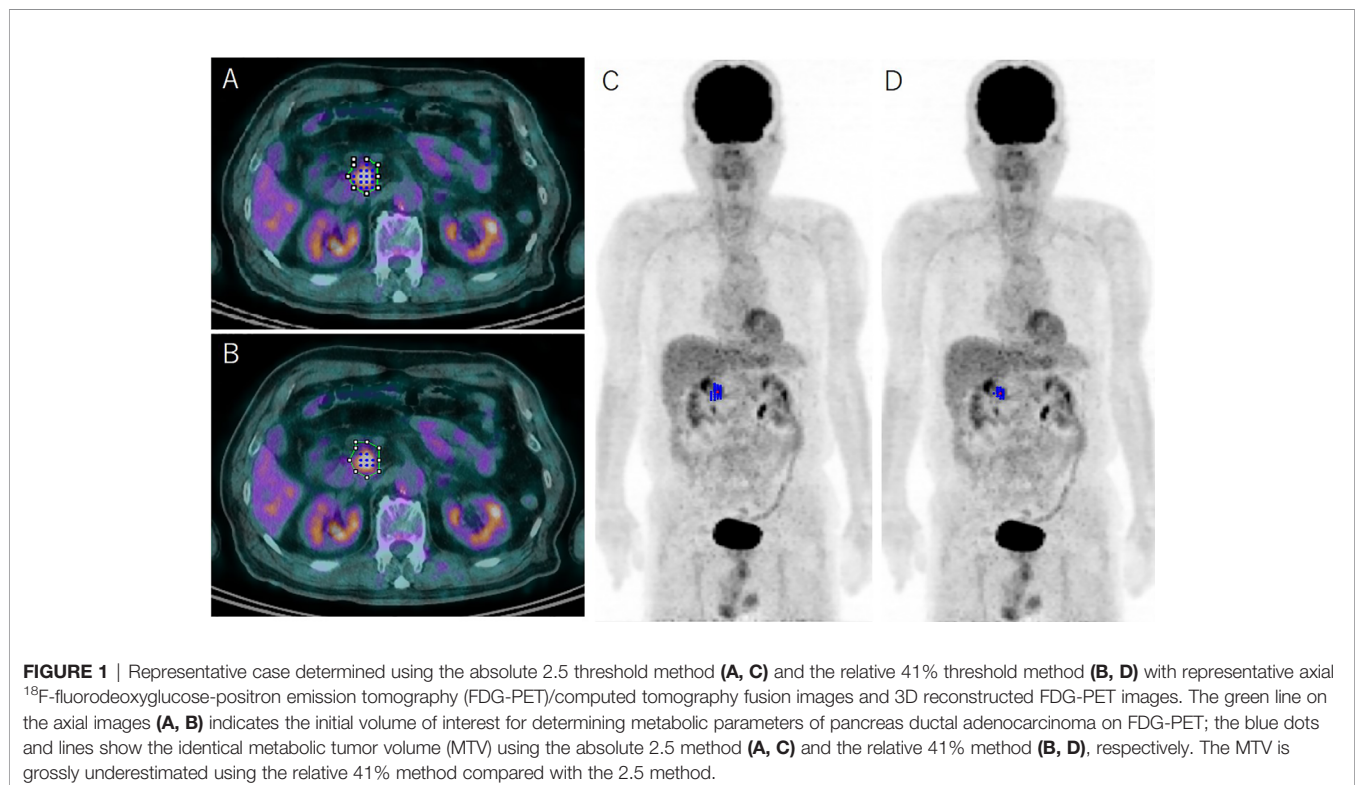 A
B
C
D
FIGURE 1 | Representative case determined using the absolute 2.5 threshold method (A, C) and the relative 41% threshold method (B, D) with representative axial
¹⁸F-fluorodeoxyglucose-positron emission tomography (FDG-PET)/computed tomography fusion images and 3D reconstructed FDG-PET images. The green line on
the axial images (A, B) indicates the initial volume of interest for determining metabolic parameters of pancreas ductal adenocarcinoma on FDG-PET; the blue dots
and lines show the identical metabolic tumor volume (MTV) using the absolute 2.5 method (A, C) and the relative 41% method (B, D), respectively. The MTV is
grossly underestimated using the relative 41% method compared with the 2.5 method.